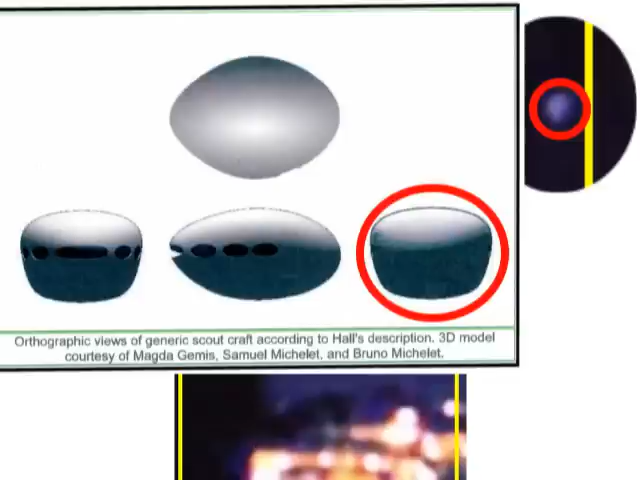 Orthographic views of generic scout craft according to Hall's description. 3D model
courtesy of Magda Gemis, Samuel Michelet, and Bruno Michelet.